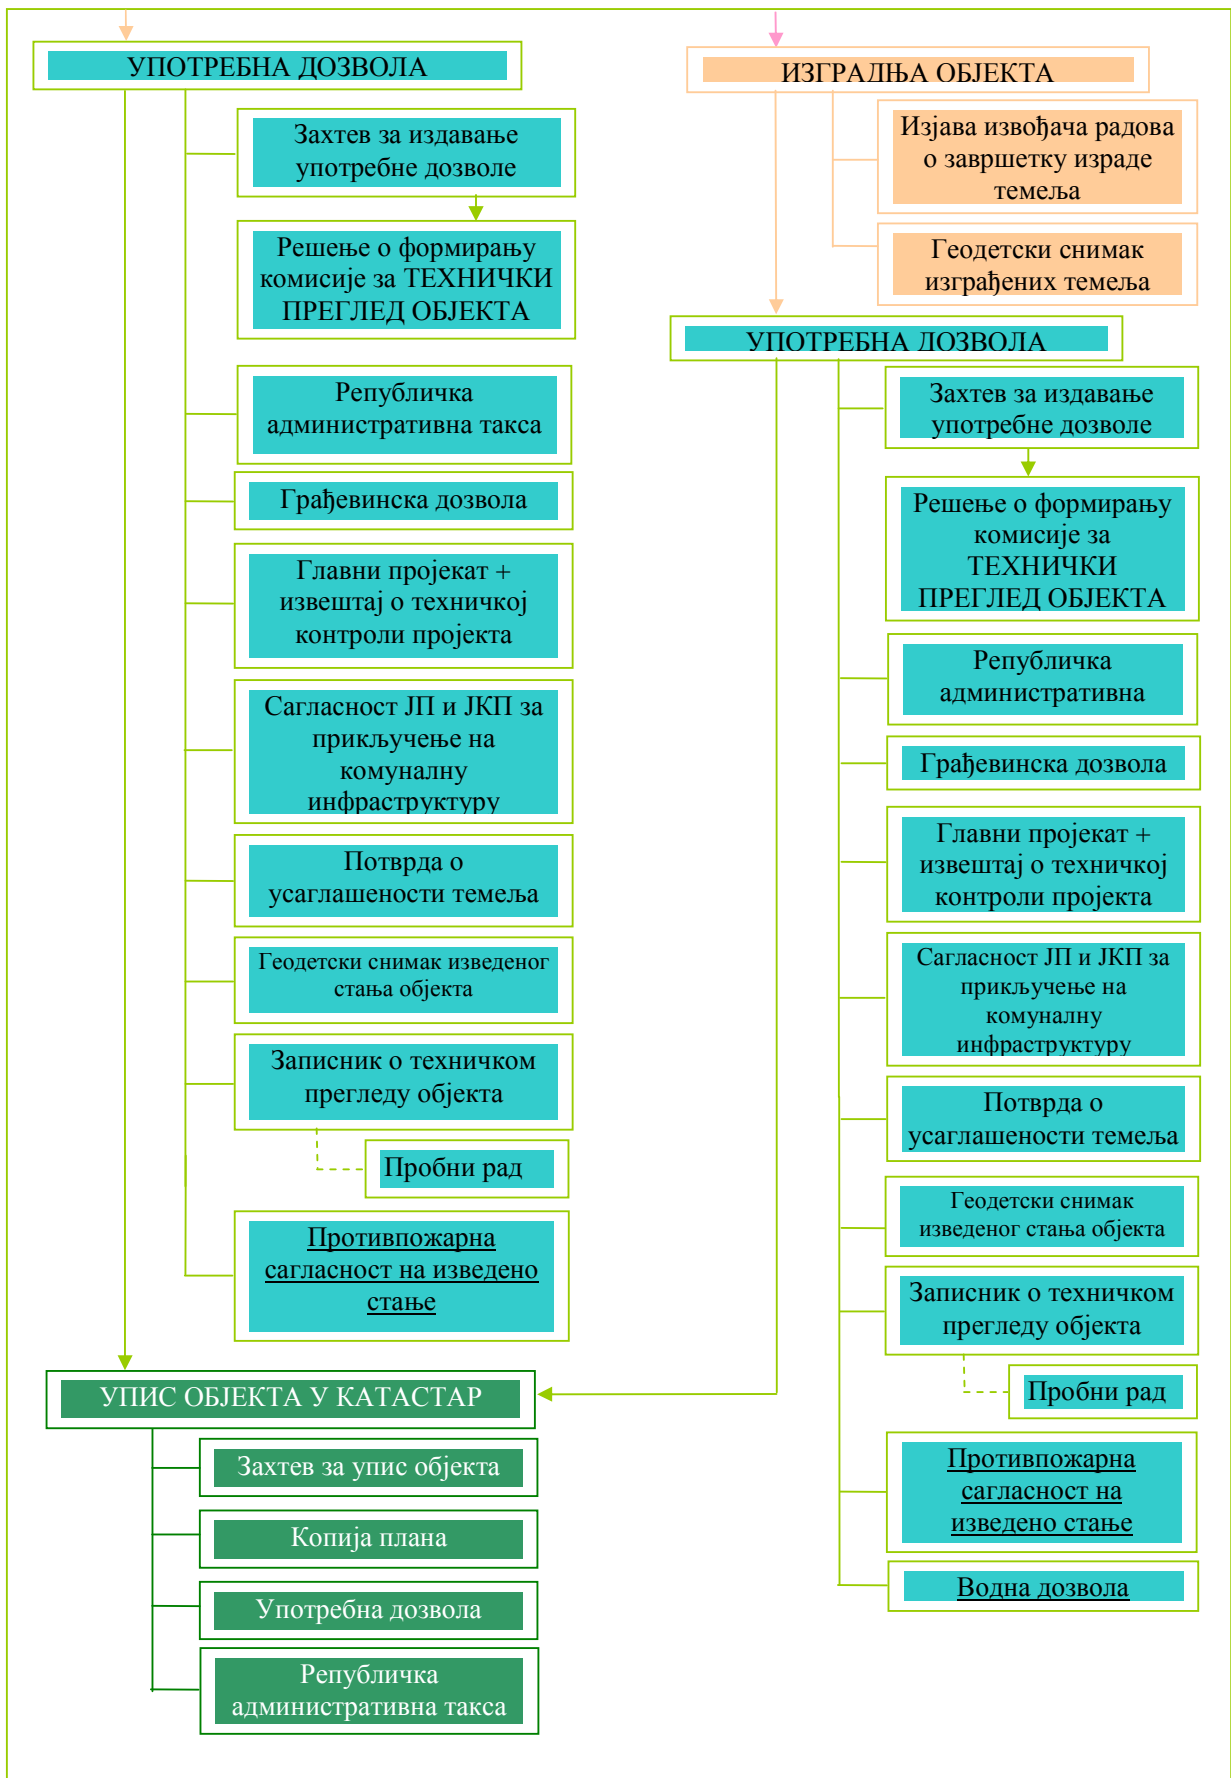 УПОТРЕБНА ДОЗВОЛА
Захтев за издавање
употребне дозволе
Решење о формирању
комисије за ТЕХНИЧКИ
ПРЕГЛЕД ОБЈЕКТА
Републичка
административна такса
Грађевинска дозвола
Главни пројекат +
извештај о техничкој
контроли пројекта
Сагласност ЈП и ЈКП за
прикључење на
комуналну
инфраструктуру
Потврда о
усаглашености темеља
Геодетски снимак изведеног
стања објекта
Записник о техничком
прегледу објекта
Пробни рад
Противпожарна
сагласност на изведено
стање
УПИС ОБЈЕКТА У КАТАСТАР
Захтев за упис објекта
Копија плана
Употребна дозвола
Републичка
административна такса
ИЗГРАДЊА ОБЈЕКТА
Изјава извођача радова
о завршетку израде
темеља
Геодетски снимак
изграђених темеља
УПОТРЕБНА ДОЗВОЛА
Захтев за издавање
употребне дозволе
Решење о формирању
комисије за
ТЕХНИЧКИ
ПРЕГЛЕД ОБЈЕКТА
Републичка
административна
Грађевинска дозвола
Главни пројекат +
извештај о техничкој
контроли пројекта
Сагласност ЈП и ЈКП за
прикључење на
комуналну
инфраструктуру
Потврда о
усаглашености темеља
Геодетски снимак
изведеног стања објекта
Записник о техничком
прегледу објекта
Пробни рад
Противпожарна
сагласност на
изведено стање
Водна дозвола